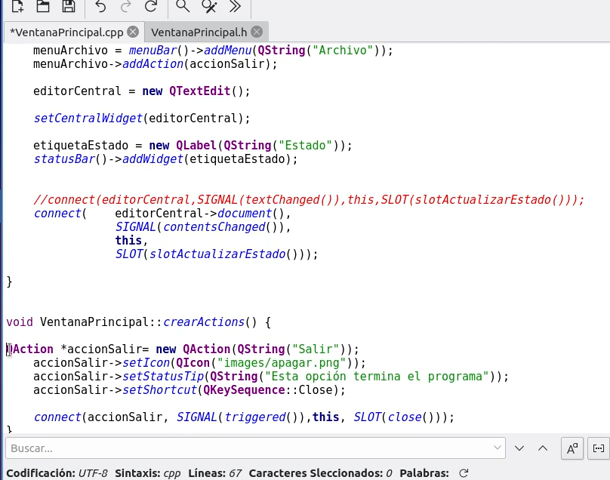 *VentanaPrincipal.cpp VentanaPrincipal.h
menuArchivo = menuBar()->addMenu(QString("Archivo"));
menuArchivo->addAction(accionSalir);
editorCentral = new QTextEdit();
setCentralWidget(editorCentral);
etiquetaEstado = new QLabel(QString("Estado"));
statusBar()->addWidget(etiquetaEstado);
//connect(editorCentral,SIGNAL(textChanged()),this,SLOT(slotActualizarEstado()));
connect( editorCentral->document(),
SIGNAL(contentsChanged()),
this,
SLOT(slotActualizarEstado()));
}
void VentanaPrincipal::crearActions() {
QAction *accionSalir= new QAction(QString("Salir"));
accionSalir->setIcon(QIcon("images/apagar.png"));
accionSalir->setStatusTip(QString("Esta opción termina el programa"));
accionSalir->setShortcut(QKeySequence::Close);
connect(accionSalir, SIGNAL(triggered()),this, SLOT(close()));
}
Buscar...
Codificación: UTF-8 Sintaxis: cpp Líneas: 67 Caracteres Sleccionados: 0 Palabras: